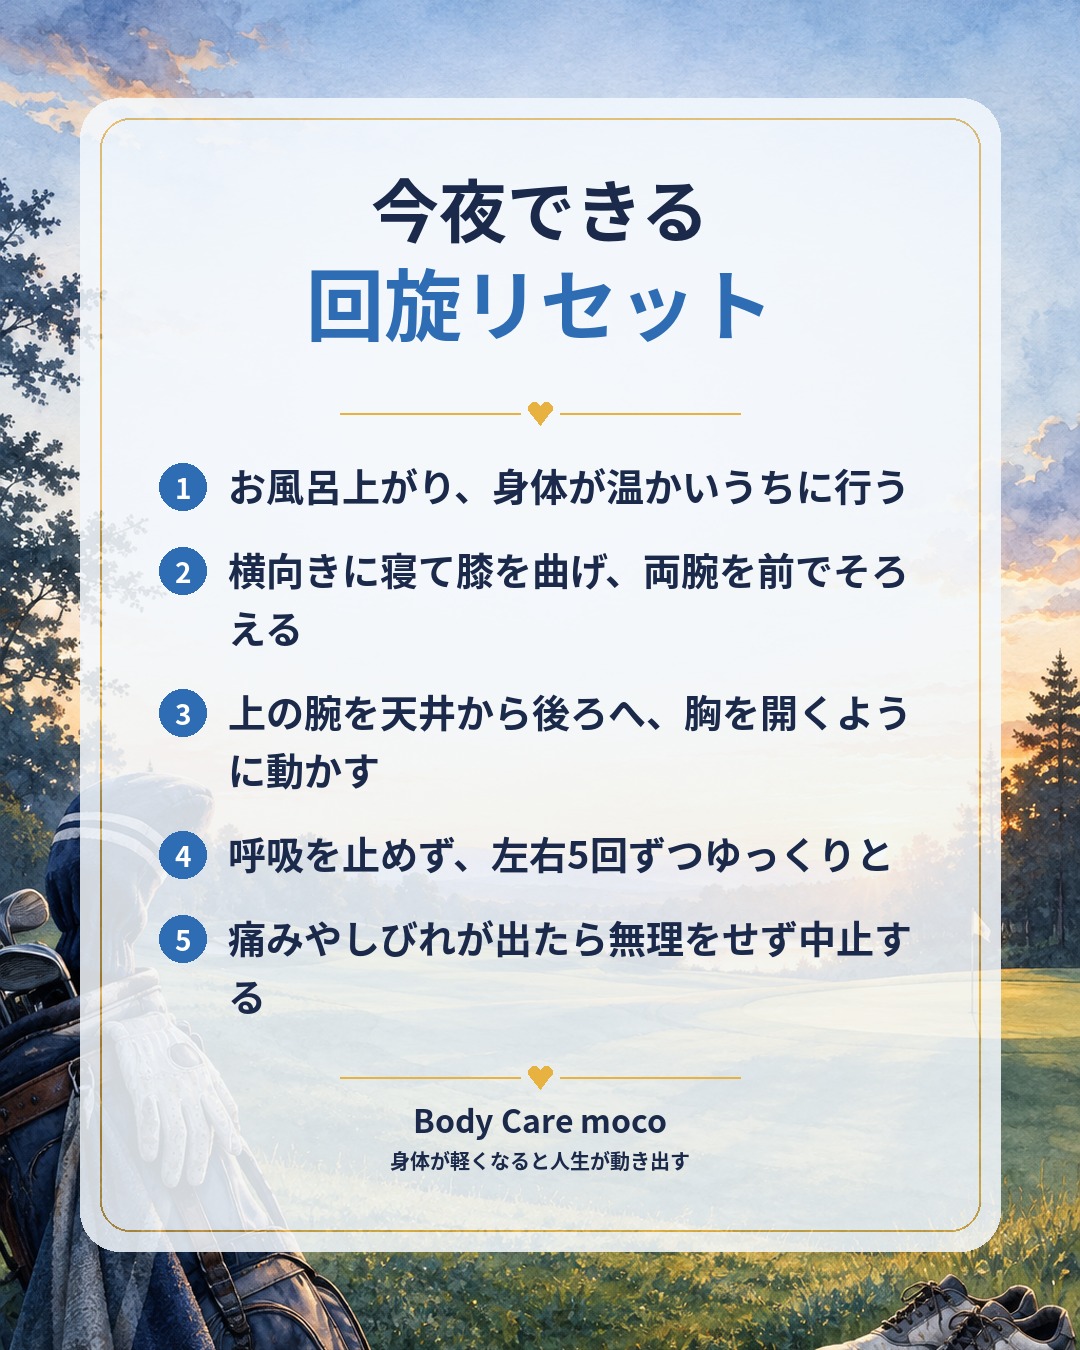 今夜できる
回旋リセット
1 お風呂上がり、身体が温かいうちに行う
2 横向きに寝て膝を曲げ、両腕を前でそろ
える
3 上の腕を天井から後ろへ、胸を開くよう
に動かす
4 呼吸を止めず、左右5回ずつゆっくりと
5 痛みやしびれが出たら無理をせず中止す
る
Body Care moco
身体が軽くなると人生が動き出す